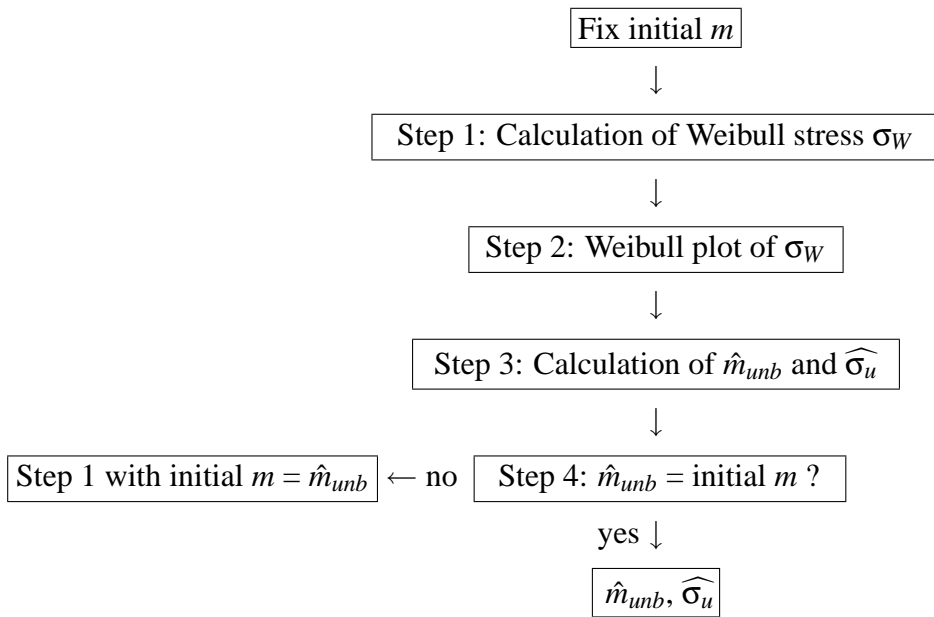 Fix initial m
↓
Step 1: Calculation of Weibull stress σ_W
↓
Step 2: Weibull plot of σ_W
↓
Step 3: Calculation of m̂_unb and σ̂_u
↓
Step 1 with initial m = m̂_unb ← no Step 4: m̂_unb = initial m ?
yes ↓
m̂_unb, σ̂_u